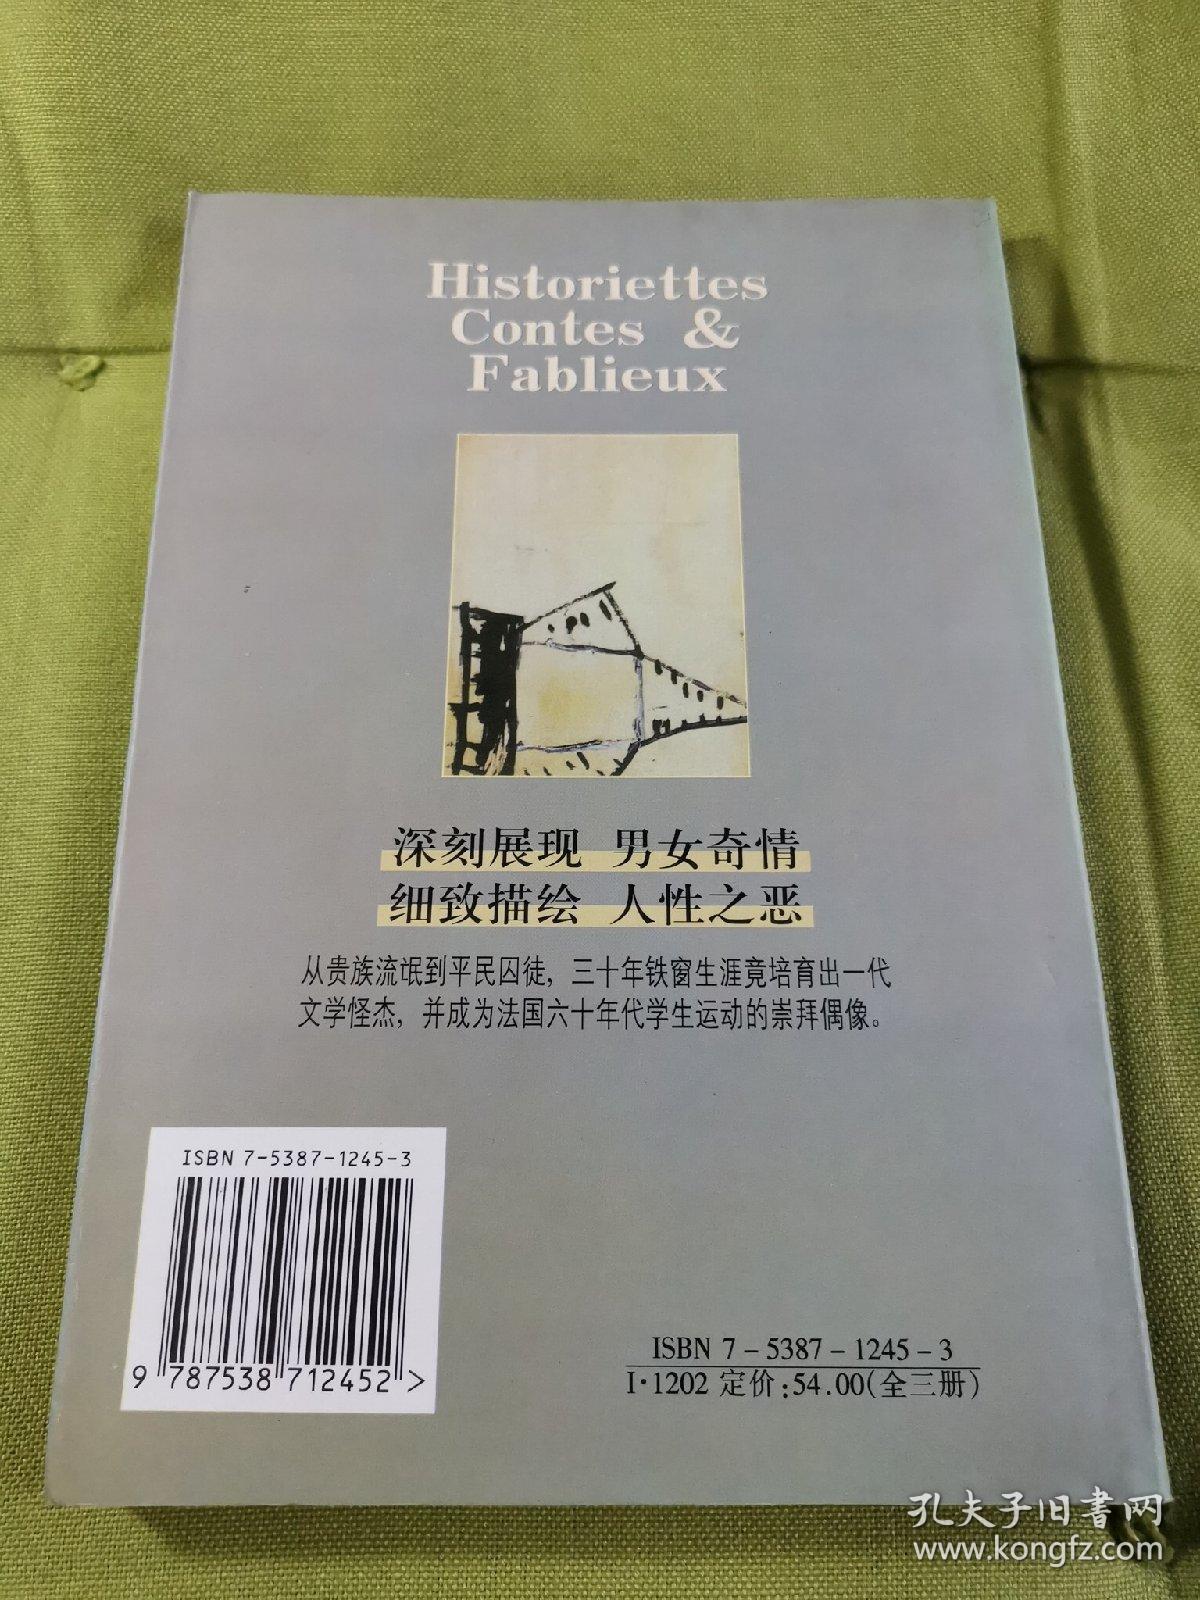 Historiettes
Contes &
Fablieux
深刻展现 男女奇情
细致描绘 人性之恶
从贵族流氓到平民囚徒，三十年铁窗生涯竟培育出一代
文学怪杰，并成为法国六十年代学生运动的崇拜偶像。
ISBN 7-5387-1245-3
9 787538 712452 >
ISBN 7-5387-1245-3
I·1202 定价:54.00(全三册)
孔夫子旧書网
www.kongfz.com